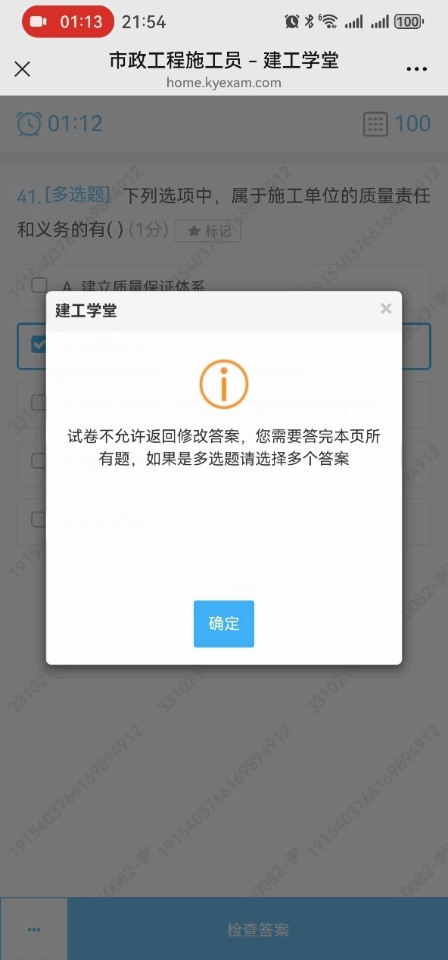 01:13 21:54 6 100
市政工程施工员 – 建工学堂
home.kyexam.com
01:12 100
41. [多选题] 下列选项中，属于施工单位的质量责任
和义务的有( ) (1分) ★ 标记
A. 建立质量保证体系
建工学堂 ×
试卷不允许返回修改答案，您需要答完本页所
有题，如果是多选题请选择多个答案
确定
1915403766169894912
... 检查答案